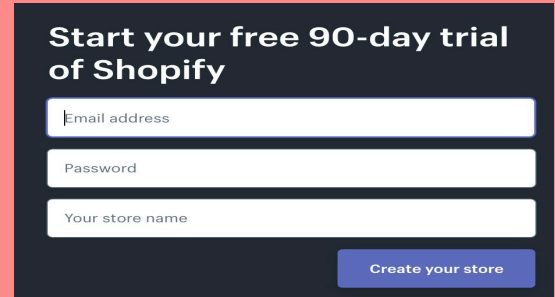 Start your free 90-day trial
of Shopify
Email address
Password
Your store name
Create your store